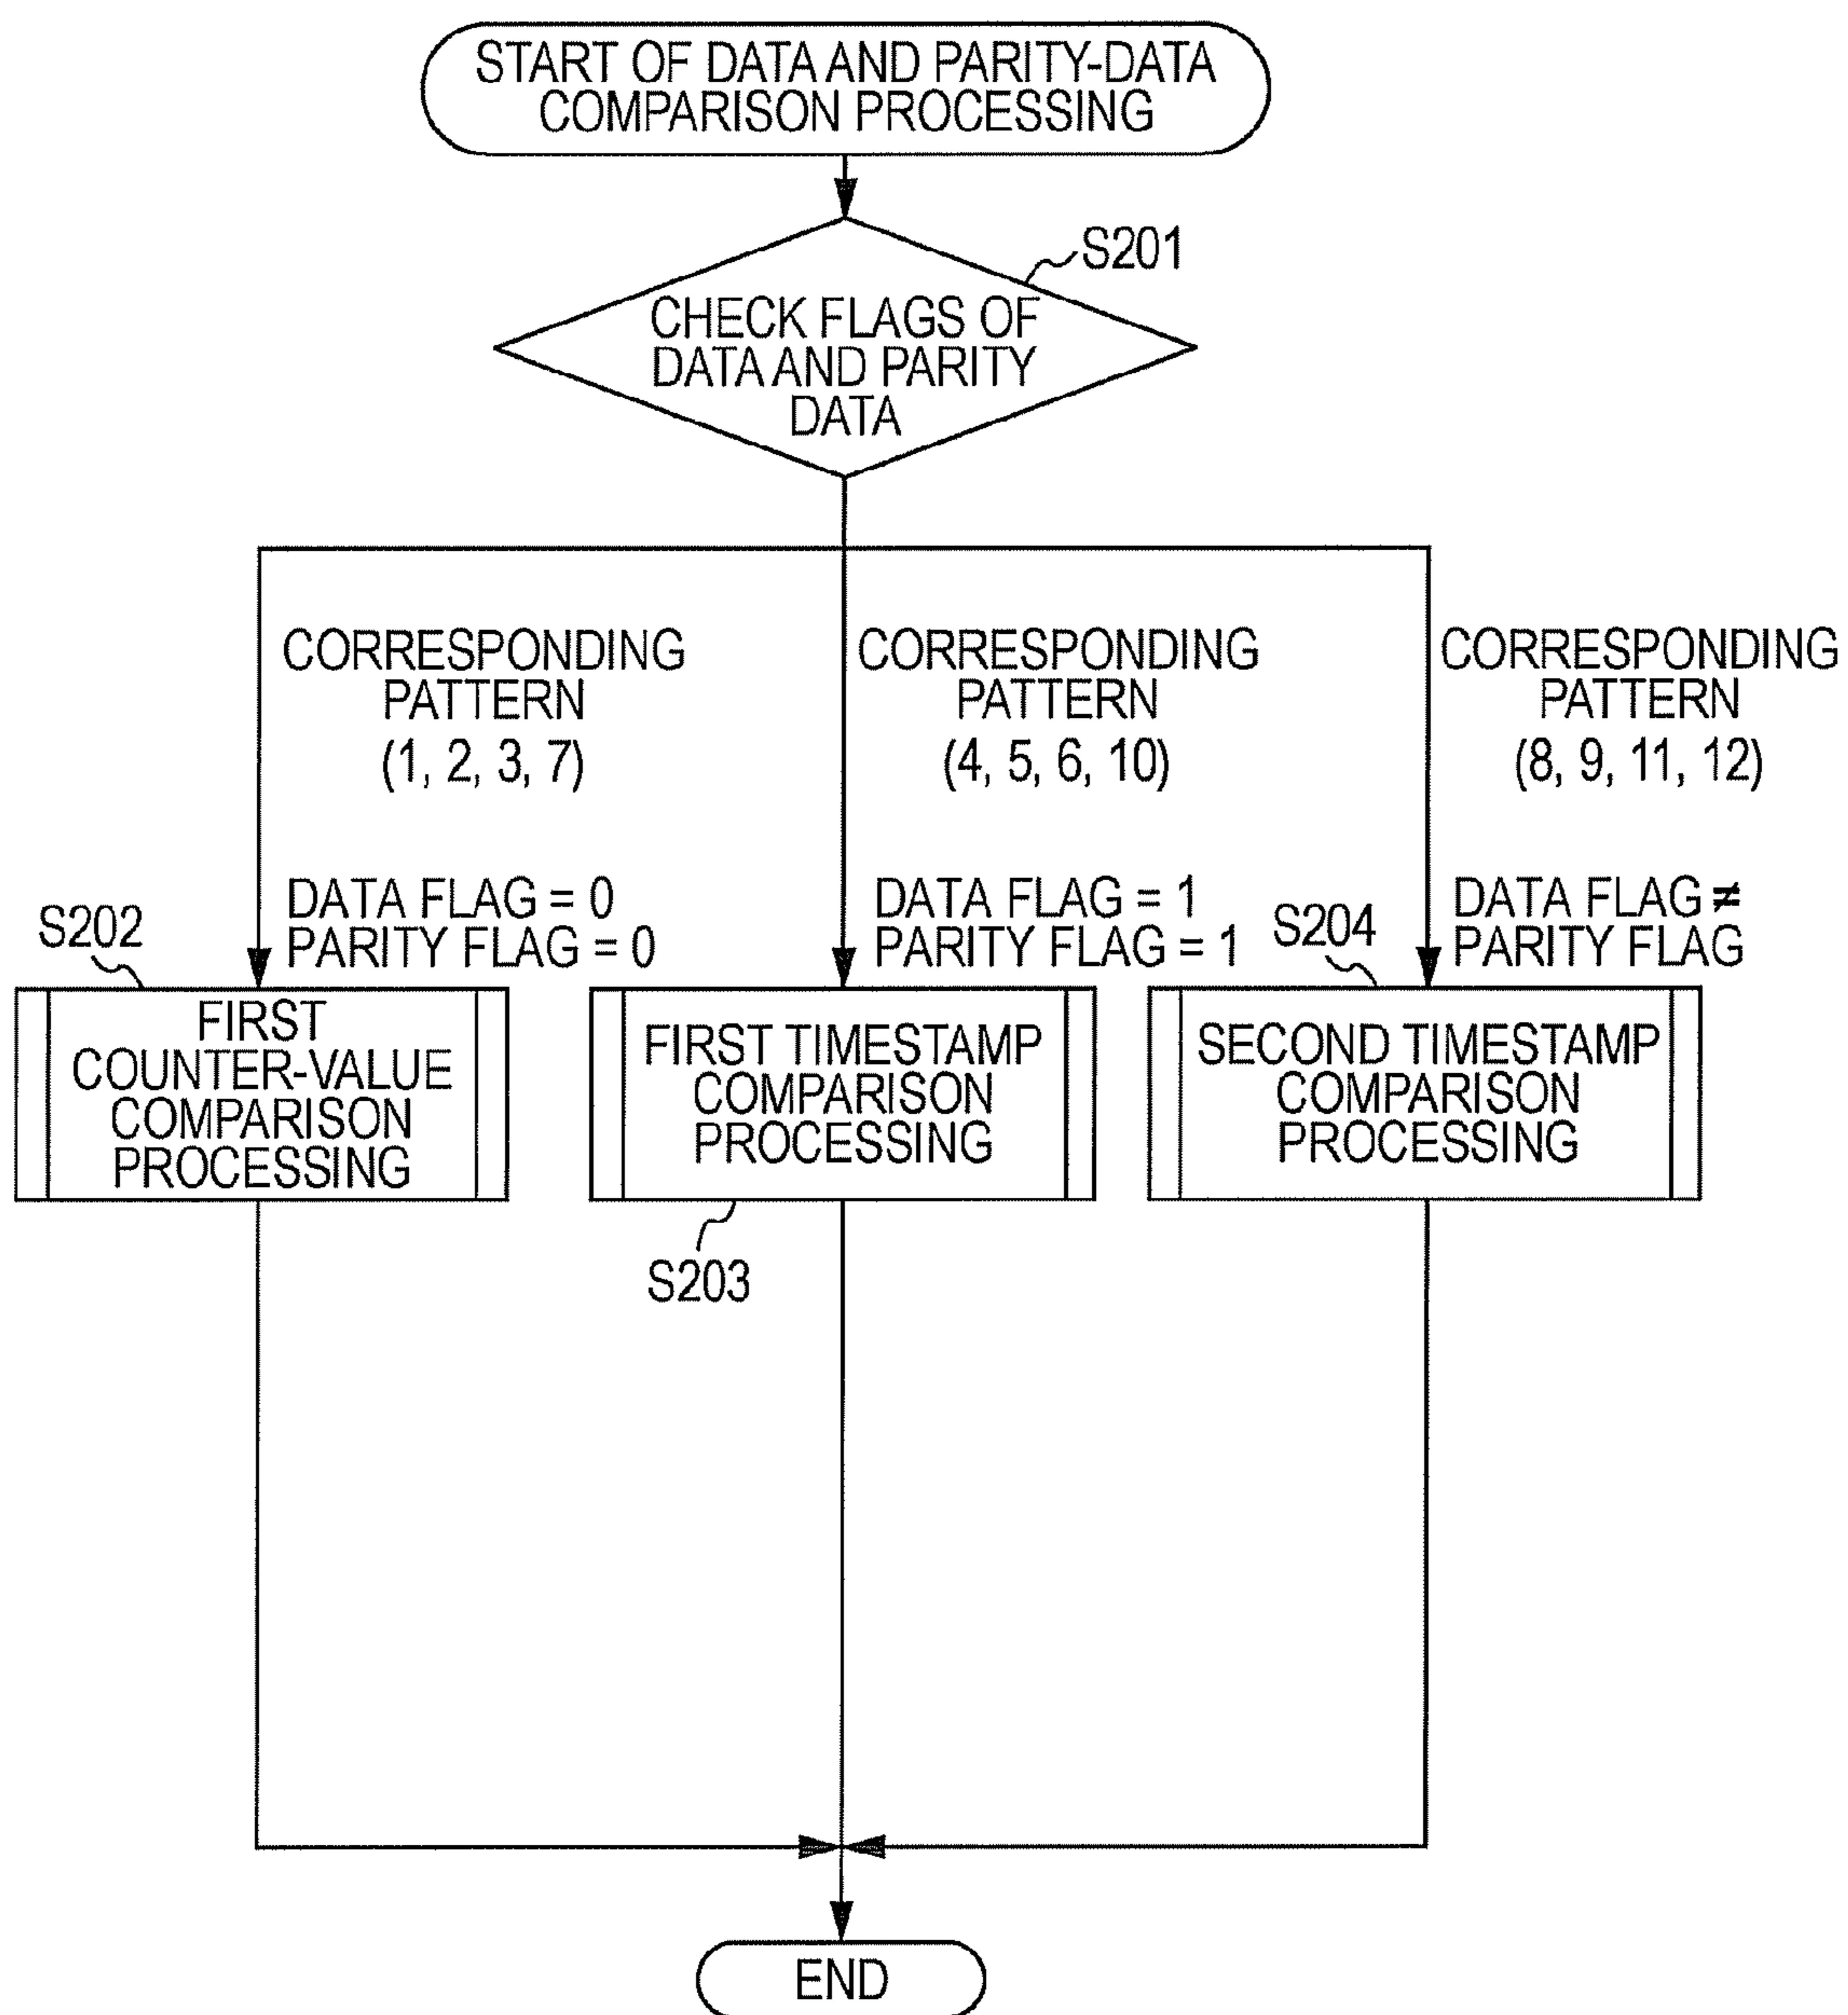 START OF DATA AND PARITY-DATA
COMPARISON PROCESSING
S201
CHECK FLAGS OF
DATA AND PARITY
DATA
CORRESPONDING
PATTERN
(1, 2, 3, 7)
CORRESPONDING
PATTERN
(4, 5, 6, 10)
CORRESPONDING
PATTERN
(8, 9, 11, 12)
DATA FLAG = 0
PARITY FLAG = 0
DATA FLAG = 1
PARITY FLAG = 1
DATA FLAG ≠
PARITY FLAG
S202
FIRST
COUNTER-VALUE
COMPARISON
PROCESSING
FIRST TIMESTAMP
COMPARISON
PROCESSING
S203
S204
SECOND TIMESTAMP
COMPARISON
PROCESSING
END